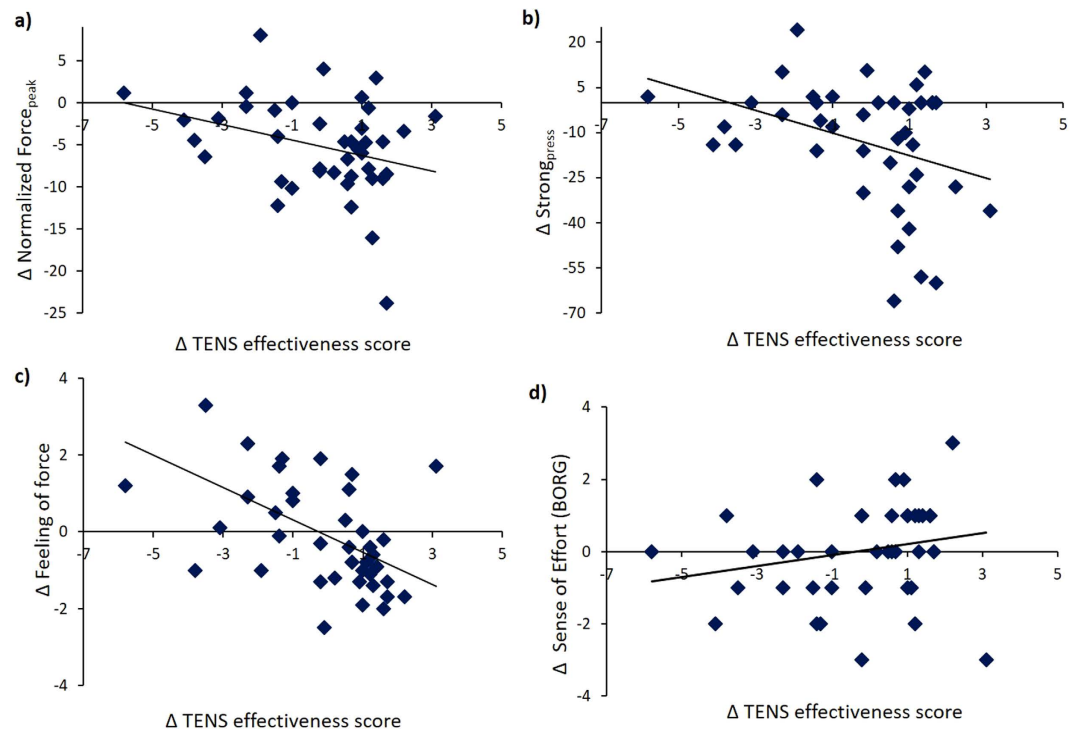 a)
Δ Normalized Forcepeak
5
0
-5
-10
-15
-20
-25
-7 -5 -3 -1 1 3 5
Δ TENS effectiveness score
b)
Δ Strongpress
20
5
-10
-25
-40
-55
-70
-7 -5 -3 -1 1 3 5
Δ TENS effectiveness score
c)
Δ Feeling of force
4
2
0
-2
-4
-7 -5 -3 -1 1 3 5
Δ TENS effectiveness score
d)
Δ Sense of Effort (BORG)
4
2
0
-2
-4
-7 -5 -3 -1 1 3 5
Δ TENS effectiveness score